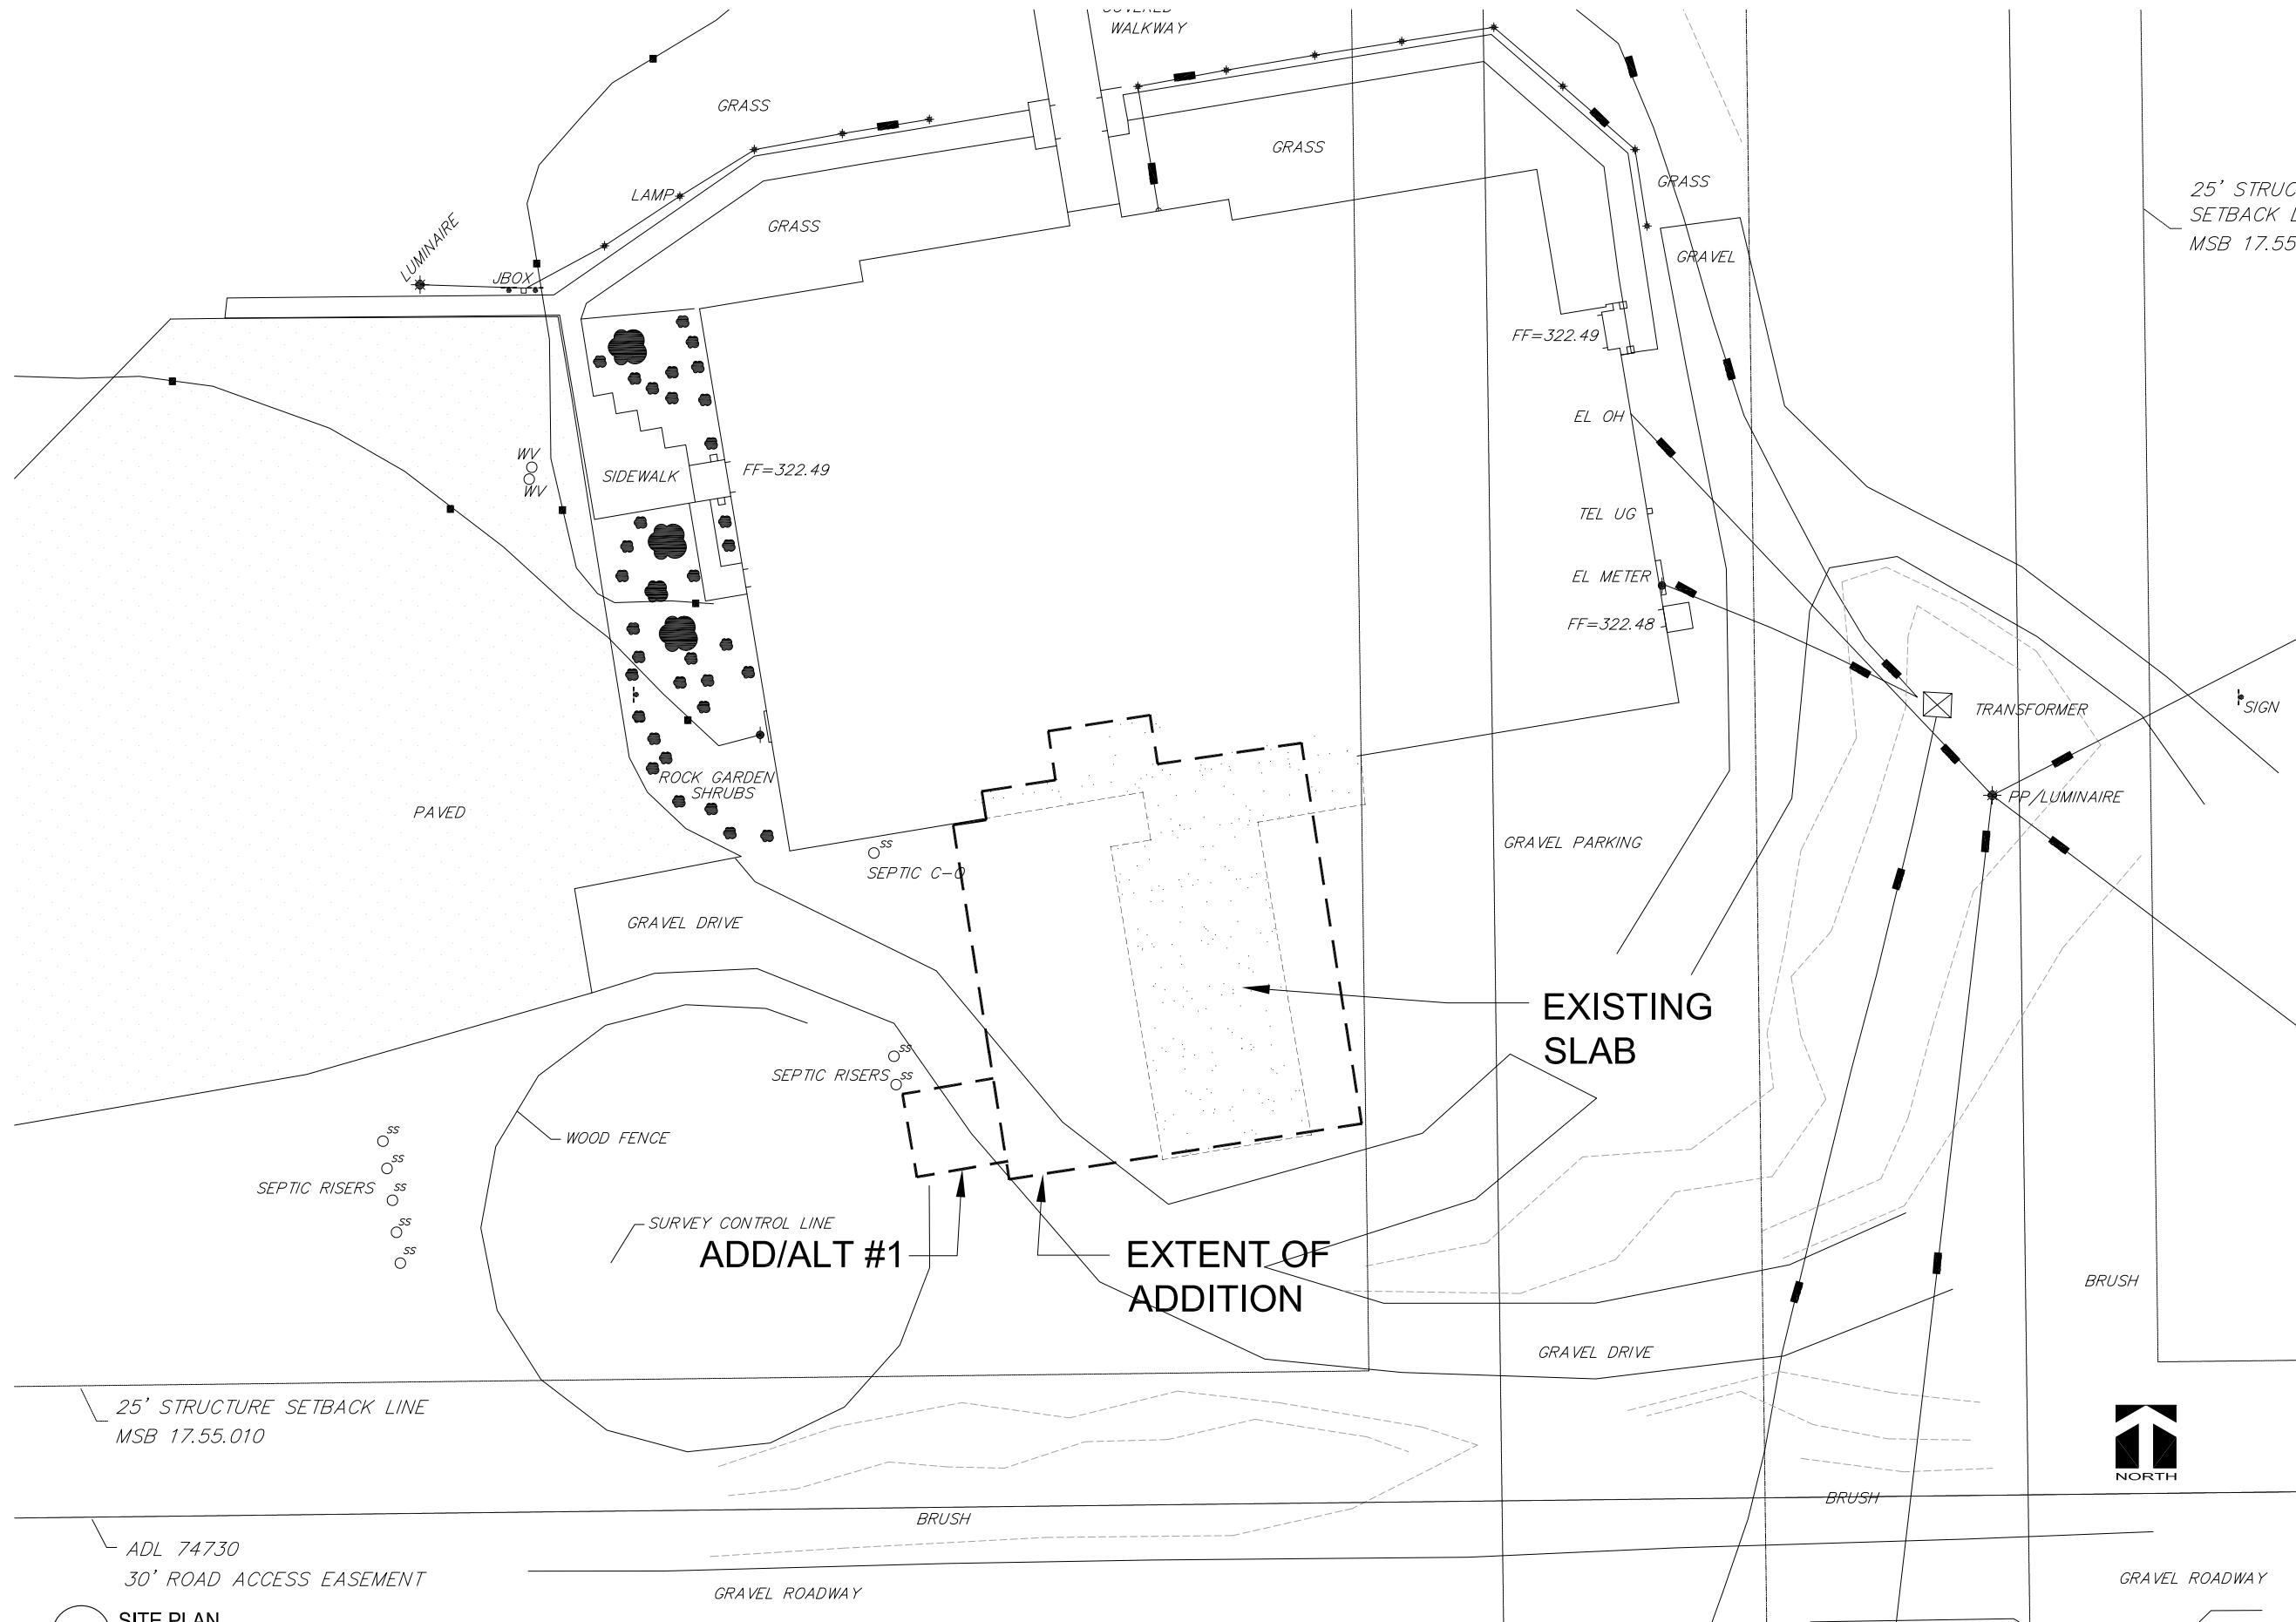 WALKWAY
GRASS
GRASS
LAMP
GRASS
GRASS
25' STRUC
SETBACK L
MSB 17.55
LUMINAIRE
JBOX
GRAVEL
FF=322.49
EL OH
WV
WV
SIDEWALK
FF=322.49
TEL UG
EL METER
FF=322.48
TRANSFORMER
SIGN
ROCK GARDEN
SHRUBS
PAVED
PP/LUMINAIRE
GRAVEL PARKING
SS
SEPTIC C-O
GRAVEL DRIVE
EXISTING
SLAB
SS
SEPTIC RISERS
SS
WOOD FENCE
SS
SS
SEPTIC RISERS
SS
SS
SS
SURVEY CONTROL LINE
ADD/ALT #1
EXTENT OF
ADDITION
BRUSH
GRAVEL DRIVE
25' STRUCTURE SETBACK LINE
MSB 17.55.010
NORTH
BRUSH
BRUSH
ADL 74730
30' ROAD ACCESS EASEMENT
GRAVEL ROADWAY
GRAVEL ROADWAY
SITE PLAN